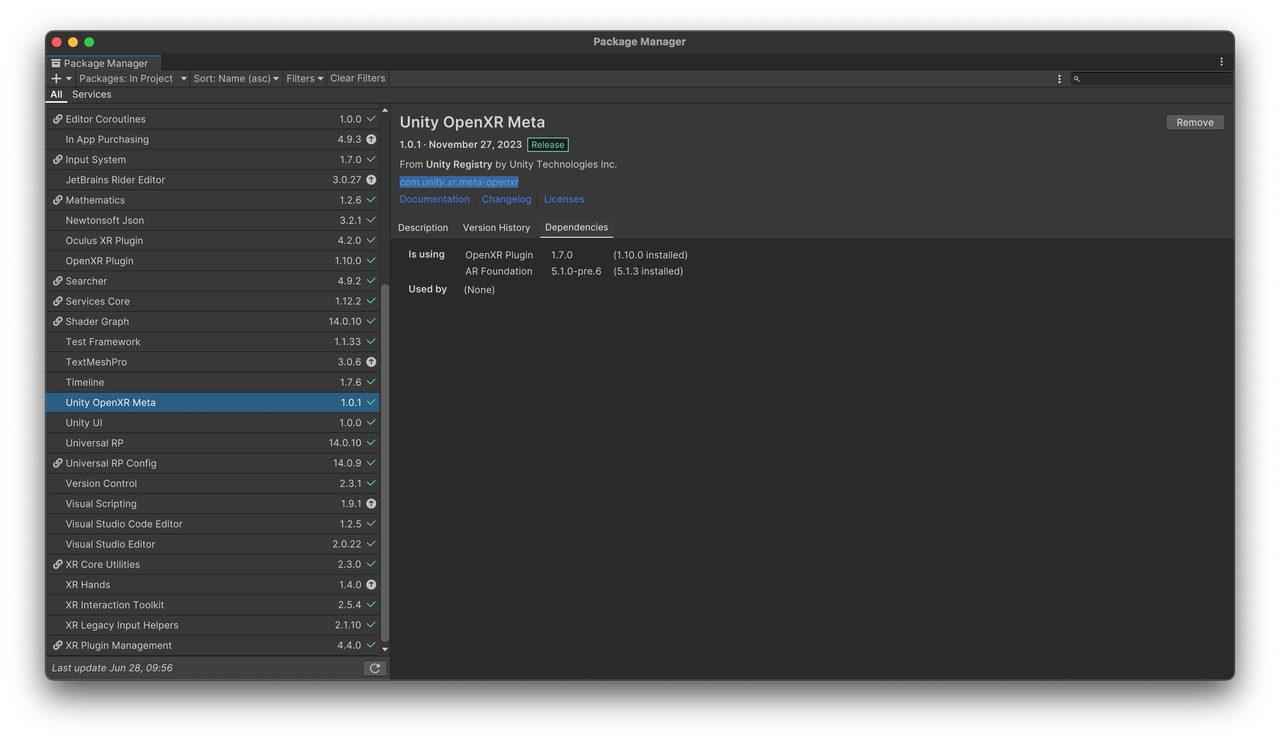 Package Manager
Package Manager
Packages: In Project Sort: Name (asc) Filters Clear Filters
All Services
Editor Coroutines 1.0.0
In App Purchasing 4.9.3
Input System 1.7.0
JetBrains Rider Editor 3.0.27
Mathematics 1.2.6
Newtonsoft Json 3.2.1
Oculus XR Plugin 4.2.0
OpenXR Plugin 1.10.0
Searcher 4.9.2
Services Core 1.12.2
Shader Graph 14.0.10
Test Framework 1.1.33
TextMeshPro 3.0.6
Timeline 1.7.6
Unity OpenXR Meta 1.0.1
Unity UI 1.0.0
Universal RP 14.0.10
Universal RP Config 14.0.9
Version Control 2.3.1
Visual Scripting 1.9.1
Visual Studio Code Editor 1.2.5
Visual Studio Editor 2.0.22
XR Core Utilities 2.3.0
XR Hands 1.4.0
XR Interaction Toolkit 2.5.4
XR Legacy Input Helpers 2.1.10
XR Plugin Management 4.4.0
Last update Jun 28, 09:56
Unity OpenXR Meta
Remove
1.0.1 · November 27, 2023 Release
From Unity Registry by Unity Technologies Inc.
com.unity.xr.meta-openxr
Documentation Changelog Licenses
Description Version History Dependencies
Is using OpenXR Plugin 1.7.0 (1.10.0 installed)
AR Foundation 5.1.0-pre.6 (5.1.3 installed)
Used by (None)